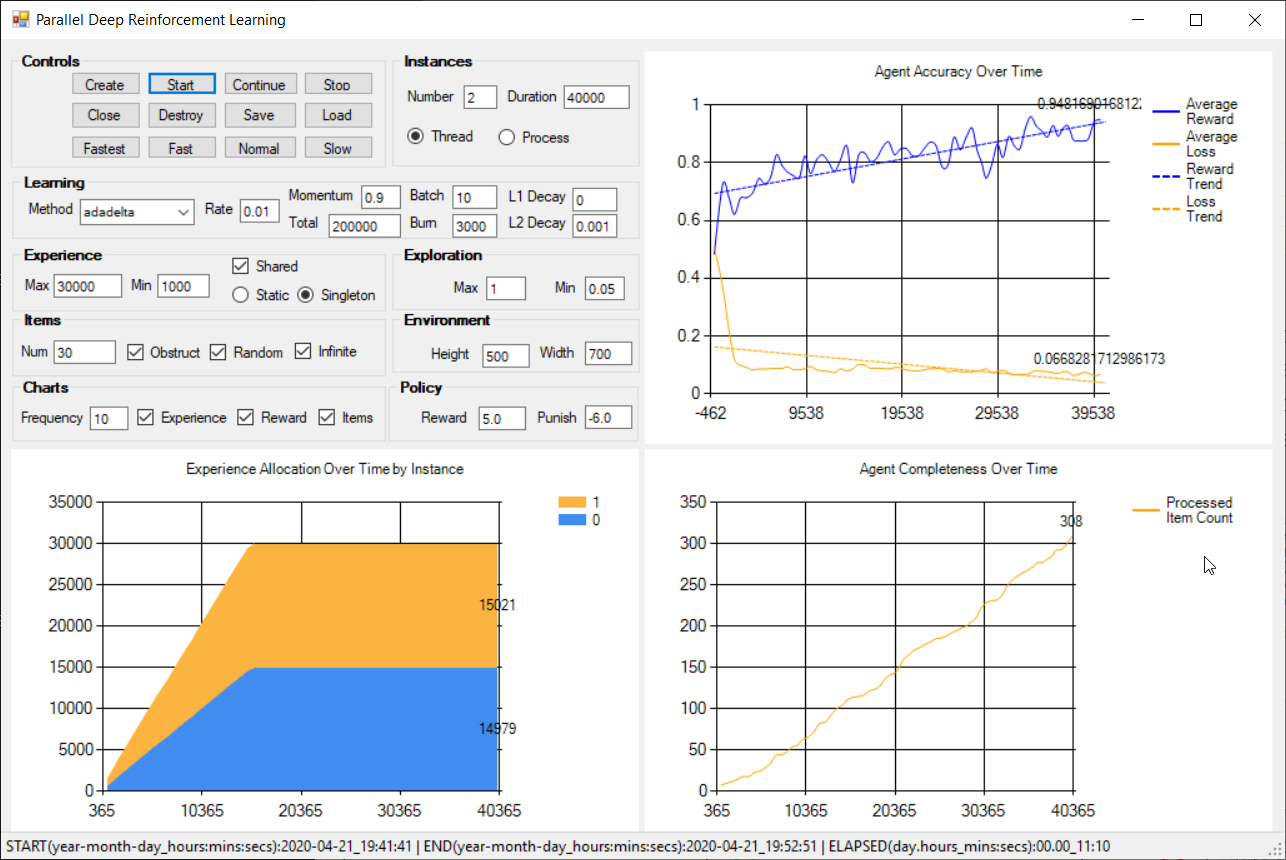 Parallel Deep Reinforcement Learning
Controls
Create Start Continue Stop
Close Destroy Save Load
Fastest Fast Normal Slow
Instances
Number 2 Duration 40000
Thread Process
Learning
Method adadelta Rate 0.01 Momentum 0.9 Batch 10 L1 Decay 0
Total 200000 Burn 3000 L2 Decay 0.001
Experience
Max 30000 Min 1000 Shared
Static Singleton
Exploration
Max 1 Min 0.05
Items
Num 30 Obstruct Random Infinite
Environment
Height 500 Width 700
Charts
Frequency 10 Experience Reward Items
Policy
Reward 5.0 Punish -6.0
Agent Accuracy Over Time
1
0.8
0.6
0.4
0.2
0
-462 9538 19538 29538 39538
0.948169016812
0.0668281712986173
Average
Reward
Average
Loss
Reward
Trend
Loss
Trend
Experience Allocation Over Time by Instance
35000
30000
25000
20000
15000
10000
5000
0
365 10365 20365 30365 40365
15021
14979
1
0
Agent Completeness Over Time
350
300
250
200
150
100
50
0
365 10365 20365 30365 40365
308
Processed
Item Count
START(year-month-day_hours:mins:secs):2020-04-21_19:41:41 | END(year-month-day_hours:mins:secs):2020-04-21_19:52:51 | ELAPSED(day.hours_mins:secs):00.00_11:10